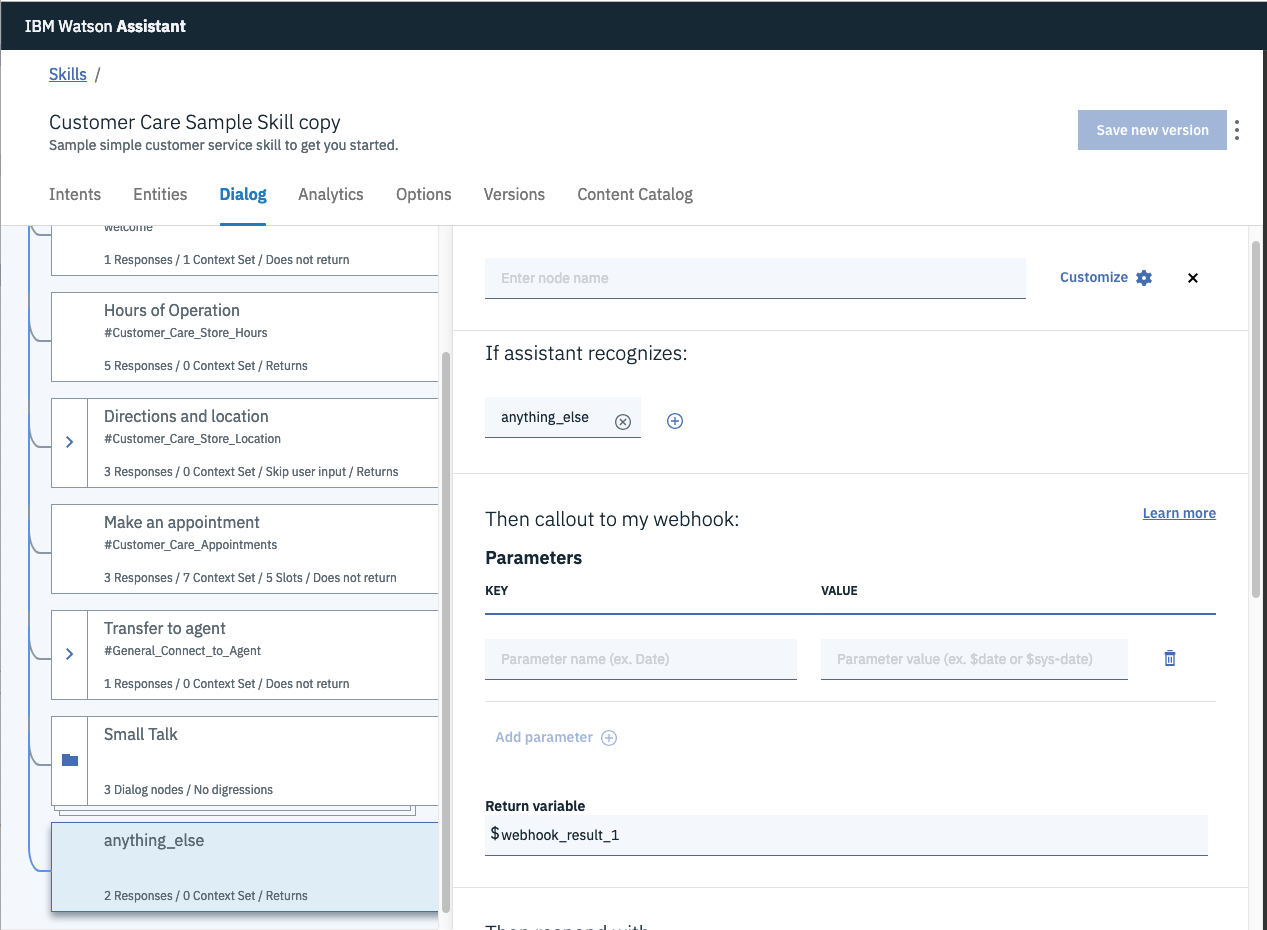 IBM Watson Assistant
Skills /
Customer Care Sample Skill copy
Sample simple customer service skill to get you started.
Save new version
Intents Entities Dialog Analytics Options Versions Content Catalog
welcome
1 Responses / 1 Context Set / Does not return
Hours of Operation
#Customer_Care_Store_Hours
5 Responses / 0 Context Set / Returns
Directions and location
#Customer_Care_Store_Location
3 Responses / 0 Context Set / Skip user input / Returns
Make an appointment
#Customer_Care_Appointments
3 Responses / 7 Context Set / 5 Slots / Does not return
Transfer to agent
#General_Connect_to_Agent
1 Responses / 0 Context Set / Does not return
Small Talk
3 Dialog nodes / No digressions
anything_else
2 Responses / 0 Context Set / Returns
Enter node name
Customize
If assistant recognizes:
anything_else
Then callout to my webhook:
Learn more
Parameters
KEY VALUE
Parameter name (ex. Date) Parameter value (ex. $date or $sys-date)
Add parameter
Return variable
$webhook_result_1
Then respond with